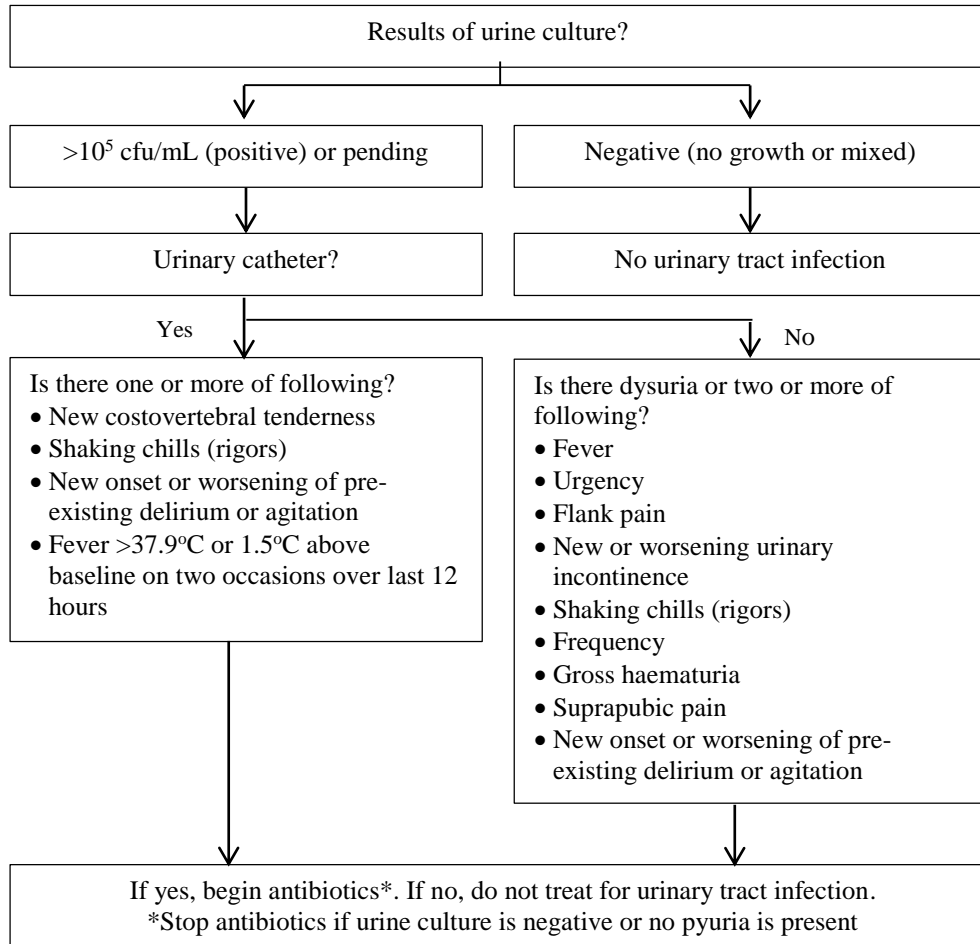 Results of urine culture?
>10⁵ cfu/mL (positive) or pending
Negative (no growth or mixed)
Urinary catheter?
No urinary tract infection
Yes
No
Is there one or more of following?
• New costovertebral tenderness
• Shaking chills (rigors)
• New onset or worsening of pre-
existing delirium or agitation
• Fever >37.9ºC or 1.5ºC above
baseline on two occasions over last 12
hours
Is there dysuria or two or more of
following?
• Fever
• Urgency
• Flank pain
• New or worsening urinary
incontinence
• Shaking chills (rigors)
• Frequency
• Gross haematuria
• Suprapubic pain
• New onset or worsening of pre-
existing delirium or agitation
If yes, begin antibiotics*. If no, do not treat for urinary tract infection.
*Stop antibiotics if urine culture is negative or no pyuria is present